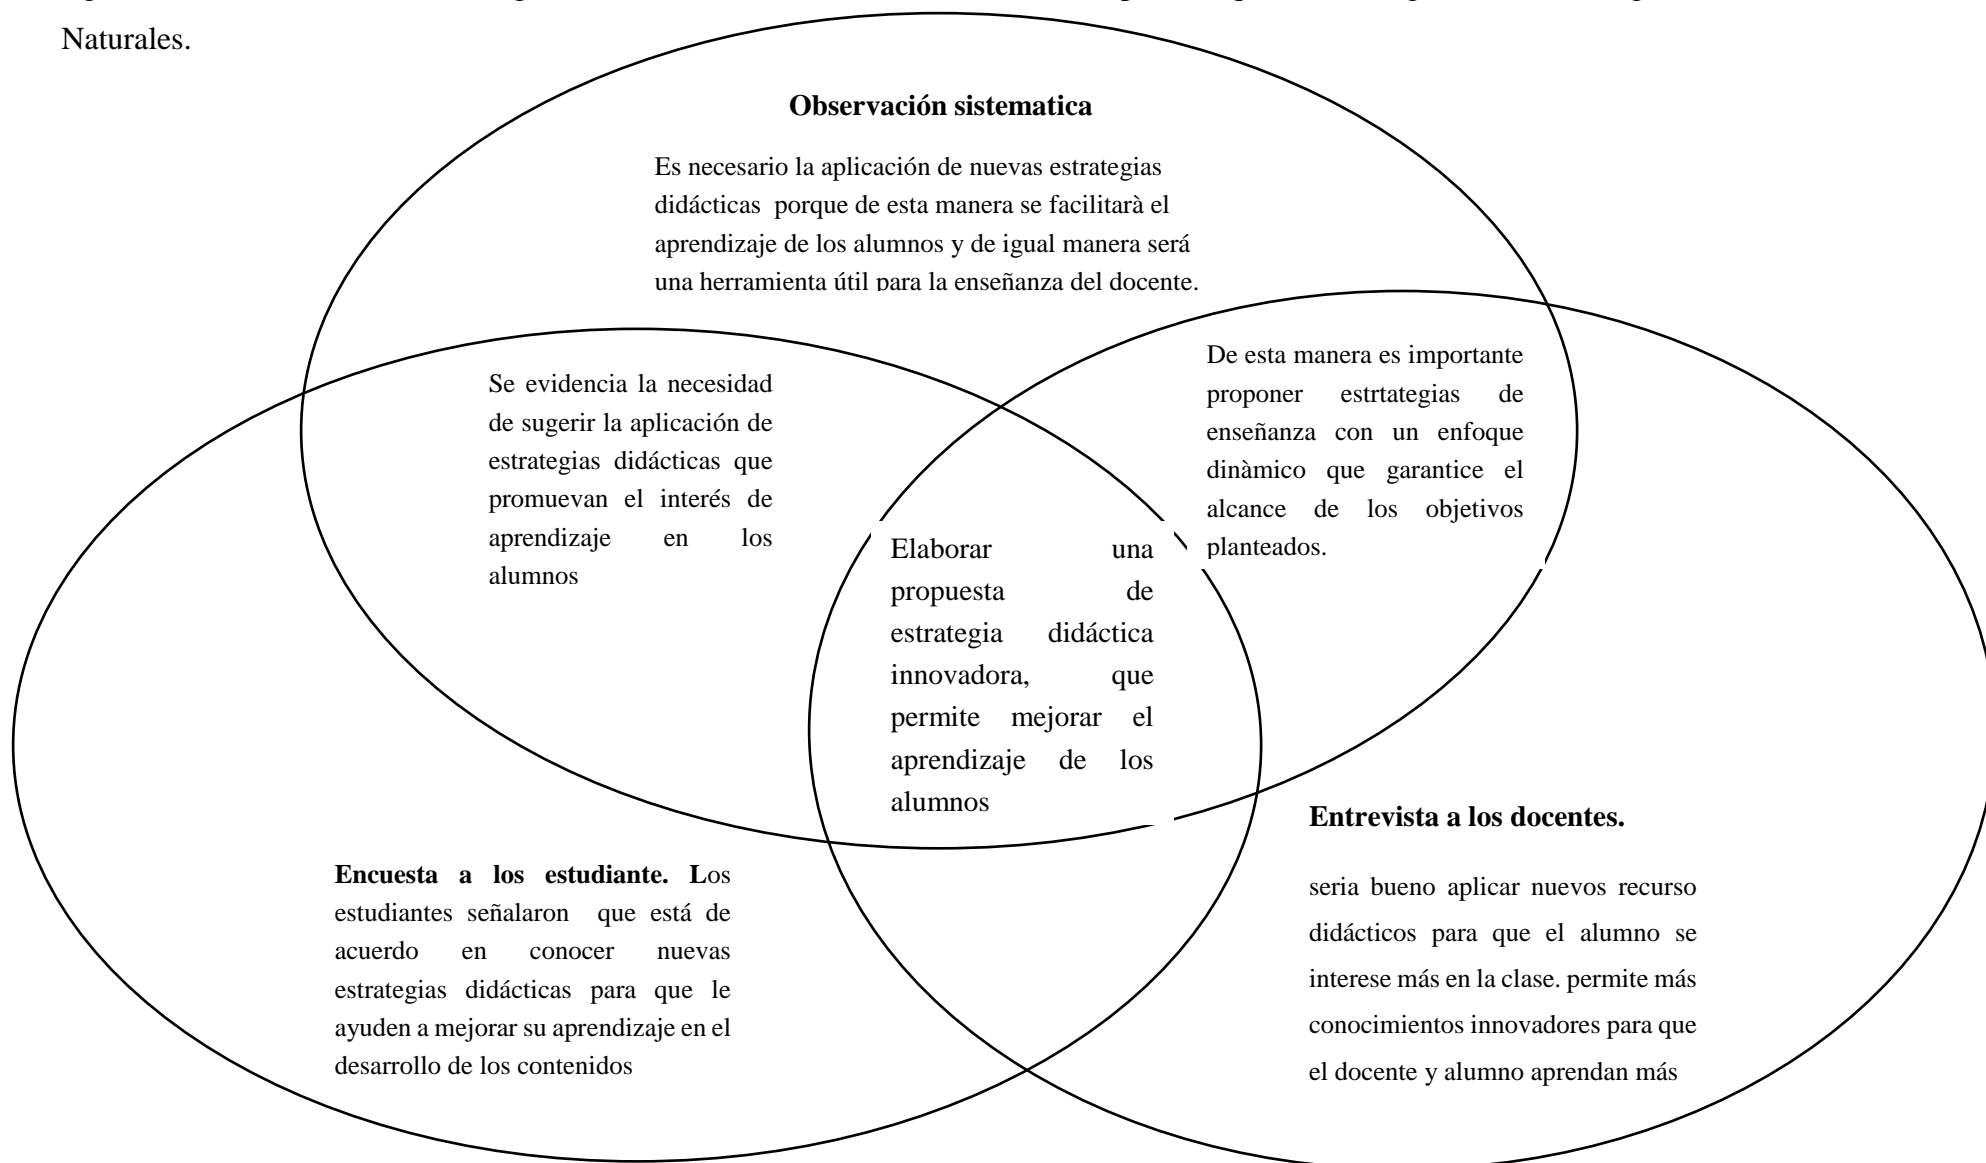 Naturales.
Observación sistematica
Es necesario la aplicación de nuevas estrategias
didácticas porque de esta manera se facilitarà el
aprendizaje de los alumnos y de igual manera será
una herramienta útil para la enseñanza del docente.
Se evidencia la necesidad
de sugerir la aplicación de
estrategias didácticas que
promuevan el interés de
aprendizaje en los
alumnos
De esta manera es importante
proponer estrtategias de
enseñanza con un enfoque
dinàmico que garantice el
alcance de los objetivos
planteados.
Elaborar una
propuesta de
estrategia didáctica
innovadora, que
permite mejorar el
aprendizaje de los
alumnos
Encuesta a los estudiante. Los
estudiantes señalaron que está de
acuerdo en conocer nuevas
estrategias didácticas para que le
ayuden a mejorar su aprendizaje en el
desarrollo de los contenidos
Entrevista a los docentes.
seria bueno aplicar nuevos recurso
didácticos para que el alumno se
interese más en la clase. permite más
conocimientos innovadores para que
el docente y alumno aprendan más